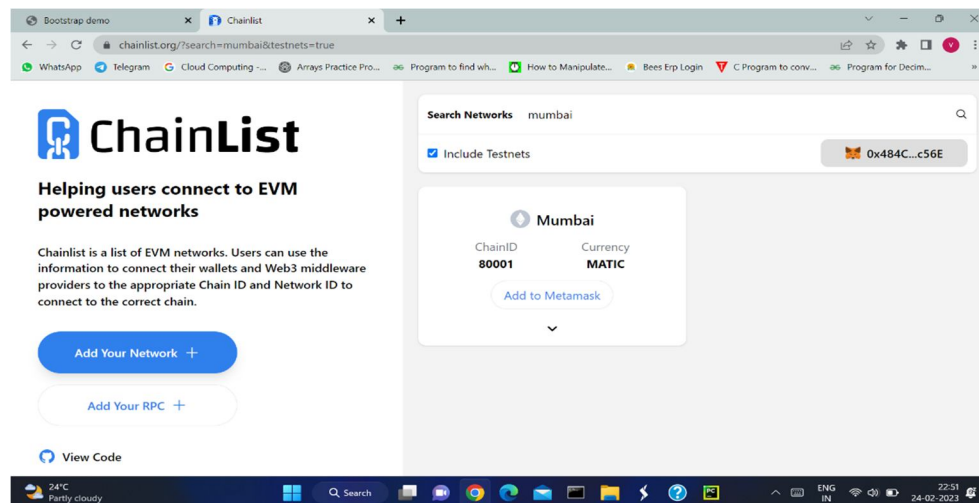 Bootstrap demo
Chainlist
chainlist.org/?search=mumbai&testnets=true
V
WhatsApp
Telegram
Cloud Computing -...
Arrays Practice Pro...
Program to find wh...
How to Manipulate...
Bees Erp Login
C Program to conv...
Program for Decim...
ChainList
Helping users connect to EVM
powered networks
Chainlist is a list of EVM networks. Users can use the
information to connect their wallets and Web3 middleware
providers to the appropriate Chain ID and Network ID to
connect to the correct chain.
Add Your Network +
Add Your RPC +
View Code
Search Networks mumbai
Include Testnets
0x484C...c56E
Mumbai
ChainID Currency
80001 MATIC
Add to Metamask
24°C
Partly cloudy
Search
PC
ENG
IN
22:51
24-02-2023